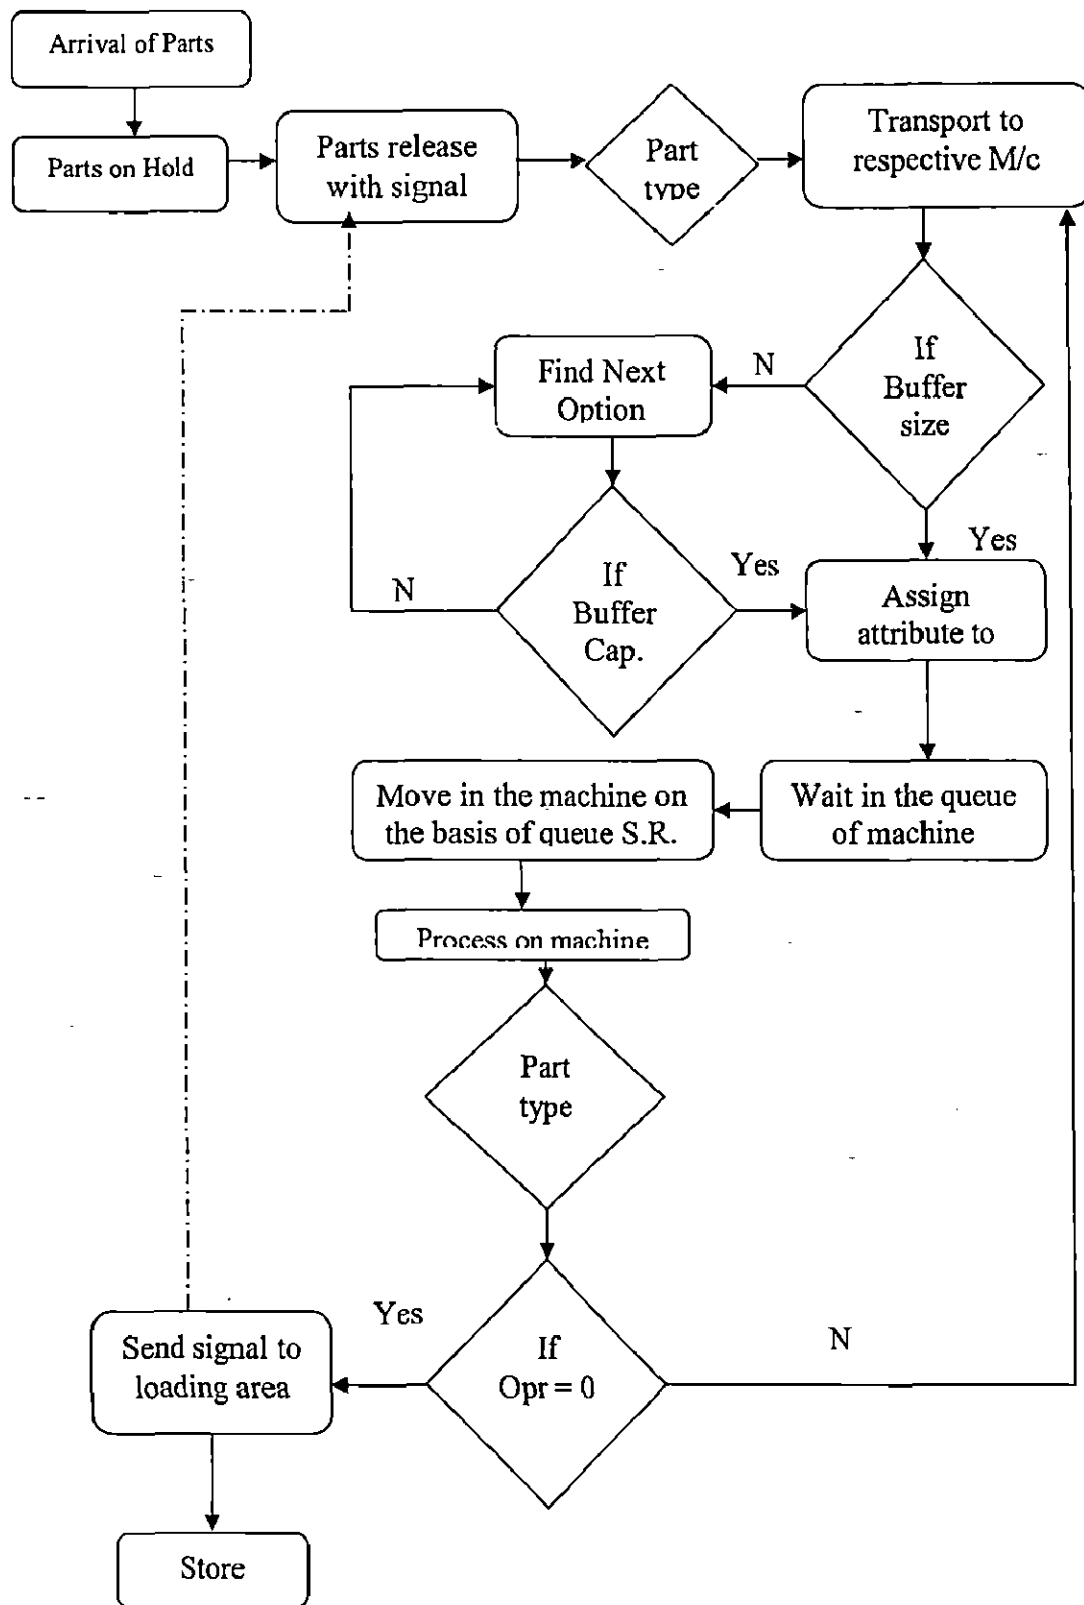 Arrival of Parts
Parts on Hold
Parts release
with signal
Part
type
Transport to
respective M/c
If
Buffer
size
N
Find Next
Option
Yes
If
Buffer
Cap.
N
Yes
Assign
attribute to
Wait in the queue
of machine
Move in the machine on
the basis of queue S.R.
Process on machine
Part
type
If
Opr = 0
Yes
N
Send signal to
loading area
Store